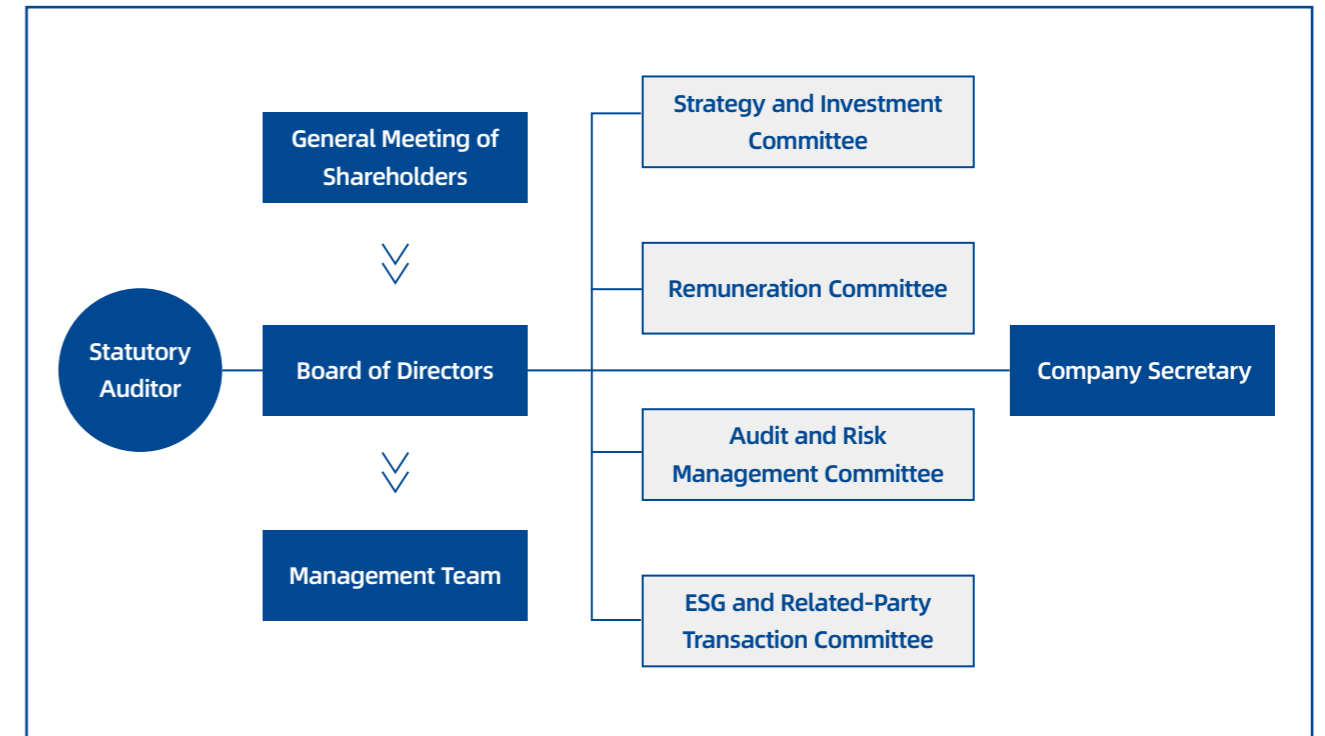 General Meeting of
Shareholders
Statutory
Auditor
Board of Directors
Management Team
Strategy and Investment
Committee
Remuneration Committee
Audit and Risk
Management Committee
ESG and Related-Party
Transaction Committee
Company Secretary